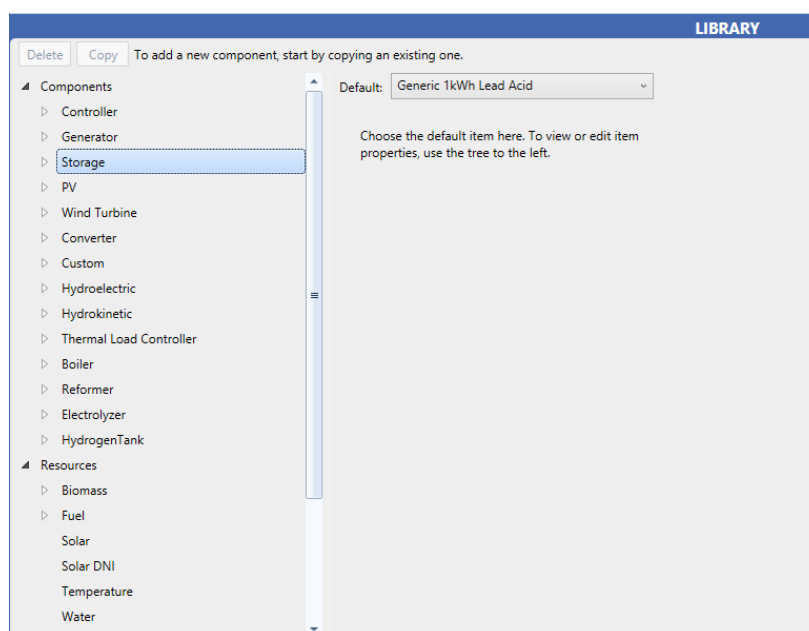 LIBRARY
Delete Copy To add a new component, start by copying an existing one.
Components
Controller
Generator
Storage
PV
Wind Turbine
Converter
Custom
Hydroelectric
Hydrokinetic
Thermal Load Controller
Boiler
Reformer
Electrolyzer
HydrogenTank
Resources
Biomass
Fuel
Solar
Solar DNI
Temperature
Water
Default: Generic 1kWh Lead Acid
Choose the default item here. To view or edit item
properties, use the tree to the left.